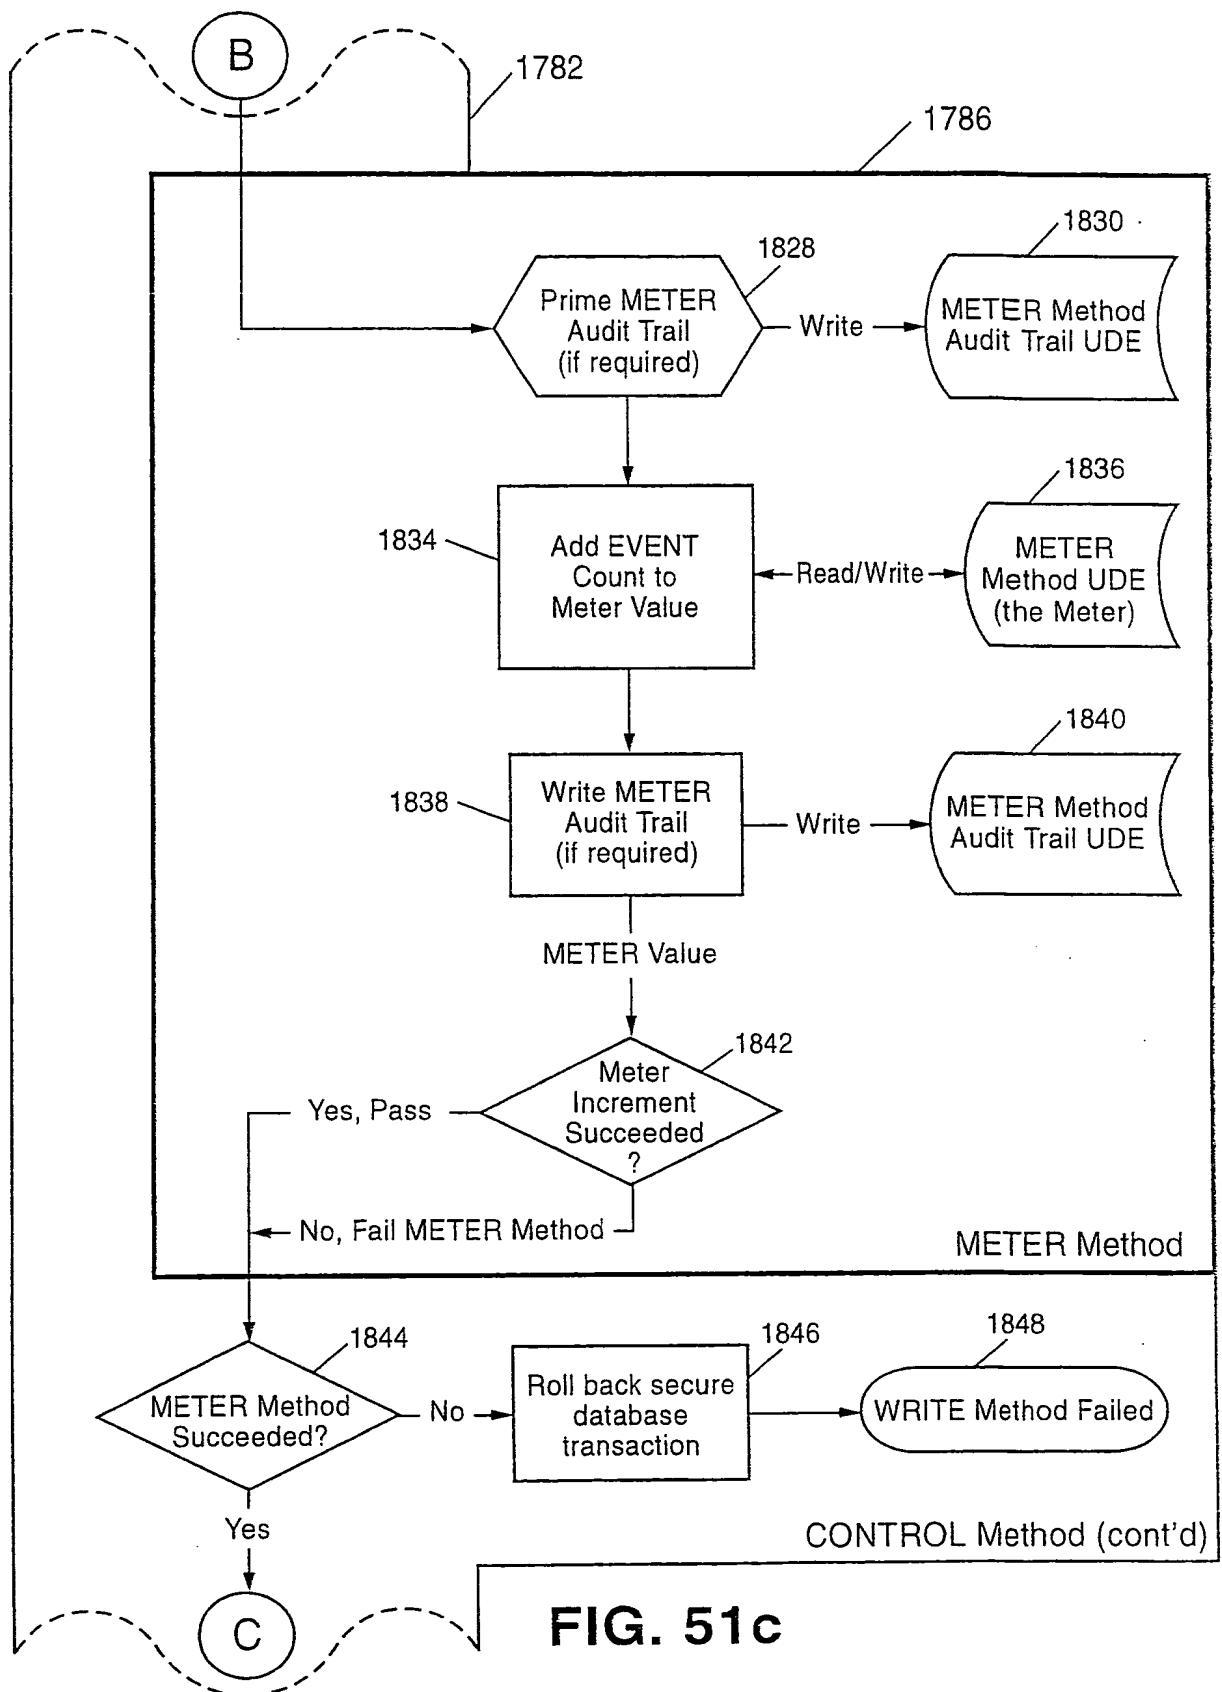 B
1782
1786
1830
1828
Prime METER
Audit Trail
(if required)
Write
METER Method
Audit Trail UDE
1836
1834
Add EVENT
Count to
Meter Value
Read/Write
METER
Method UDE
(the Meter)
1840
1838
Write METER
Audit Trail
(if required)
Write
METER Method
Audit Trail UDE
METER Value
1842
Meter
Increment
Succeeded
?
Yes, Pass
No, Fail METER Method
METER Method
1844
1846
1848
METER Method
Succeeded?
No
Roll back secure
database
transaction
WRITE Method Failed
Yes
CONTROL Method (cont'd)
C
FIG. 51c